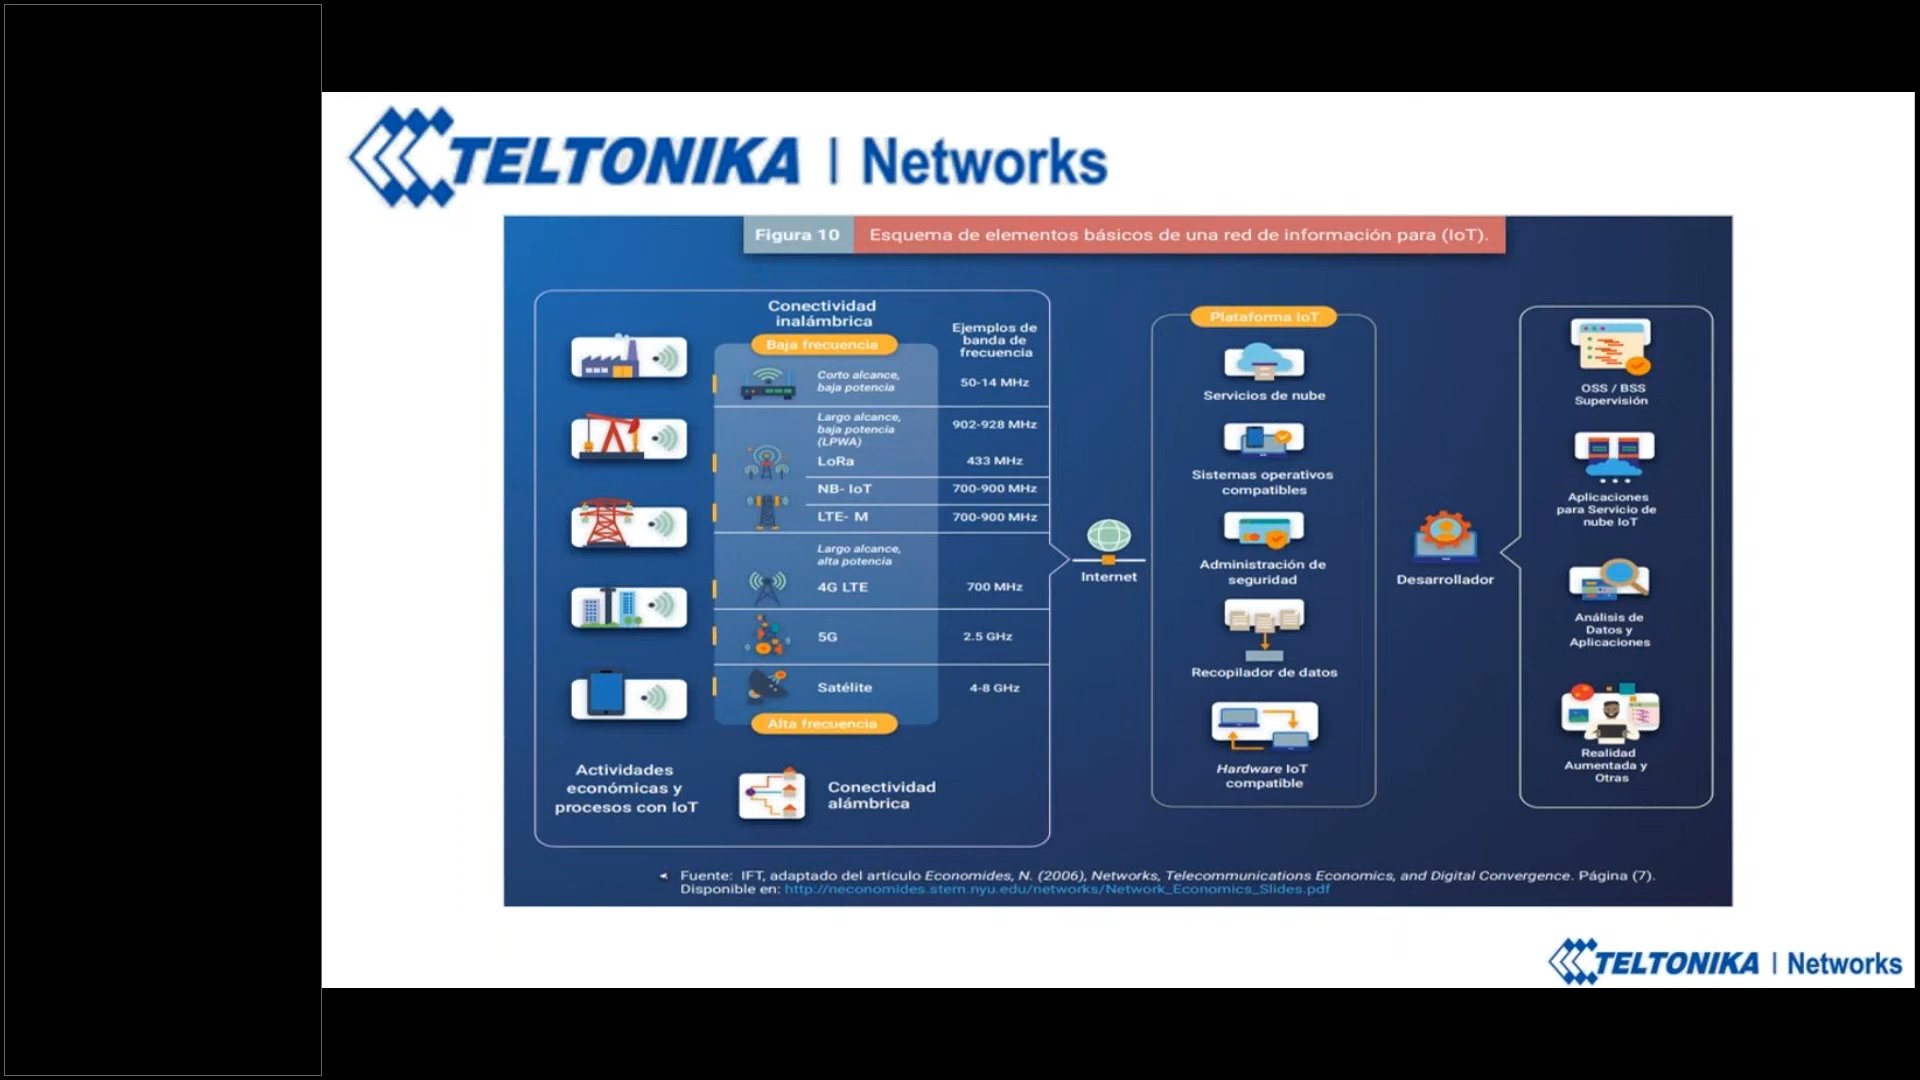 TELTONIKA | Networks
Figura 10
Esquema de elementos básicos de una red de información para (IoT).
Conectividad
inalámbrica
Ejemplos de
banda de
frecuencia
Baja frecuencia
Corto alcance,
baja potencia
50-14 MHz
Largo alcance,
baja potencia
(LPWA)
902-928 MHz
LoRa
433 MHz
NB- IoT
700-900 MHz
LTE- M
700-900 MHz
Largo alcance,
alta potencia
4G LTE
700 MHz
5G
2.5 GHz
Satélite
4-8 GHz
Alta frecuencia
Actividades
económicas y
procesos con IoT
Conectividad
alámbrica
Internet
Plataforma IoT
Servicios de nube
Sistemas operativos
compatibles
Administración de
seguridad
Recopilador de datos
Hardware IoT
compatible
Desarrollador
OSS / BSS
Supervisión
Aplicaciones
para Servicio de
nube IoT
Análisis de
Datos y
Aplicaciones
Realidad
Aumentada y
Otras
Fuente: IFT, adaptado del artículo Economides, N. (2006), Networks, Telecommunications Economics, and Digital Convergence. Página (7).
Disponible en: http://neconomides.stern.nyu.edu/networks/Network_Economics_Slides.pdf
TELTONIKA | Networks